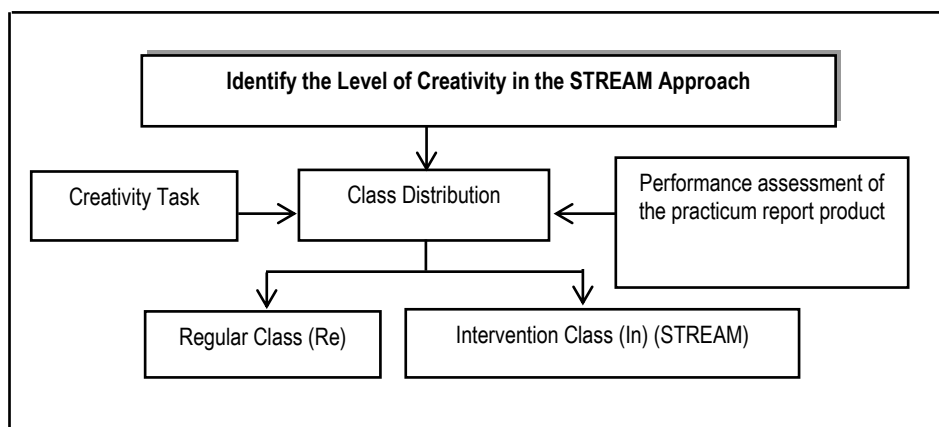 Identify the Level of Creativity in the STREAM Approach
Creativity Task
Class Distribution
Performance assessment of
the practicum report product
Regular Class (Re)
Intervention Class (In) (STREAM)